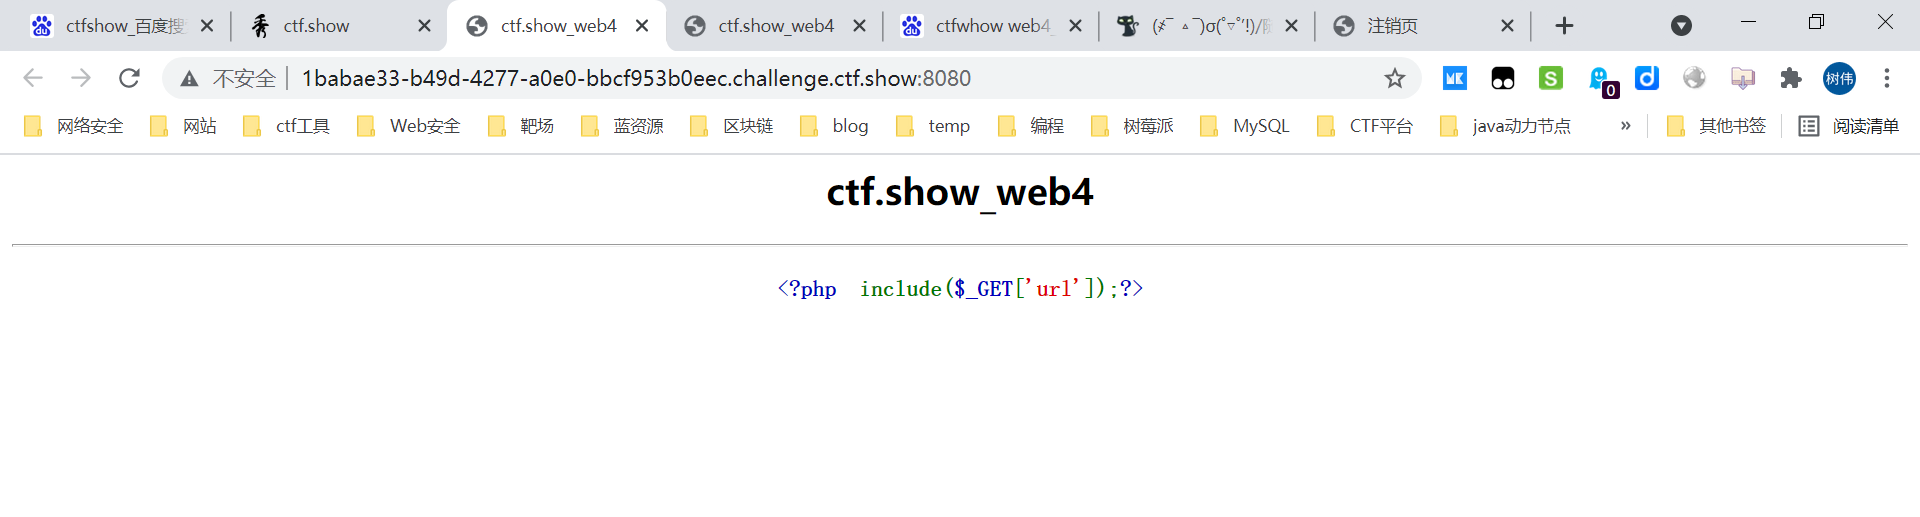 ctfshow_百度搜 ctf.show ctf.show_web4 ctf.show_web4 ctfwhow web4_ 注销页
不安全 1babae33-b49d-4277-a0e0-bbcf953b0eec.challenge.ctf.show:8080 MK S 0 d 树伟
网络安全 网站 ctf工具 Web安全 靶场 蓝资源 区块链 blog temp 编程 树莓派 MySQL CTF平台 java动力节点 » 其他书签 阅读清单
ctf.show_web4
<?php include($_GET['url']);?>